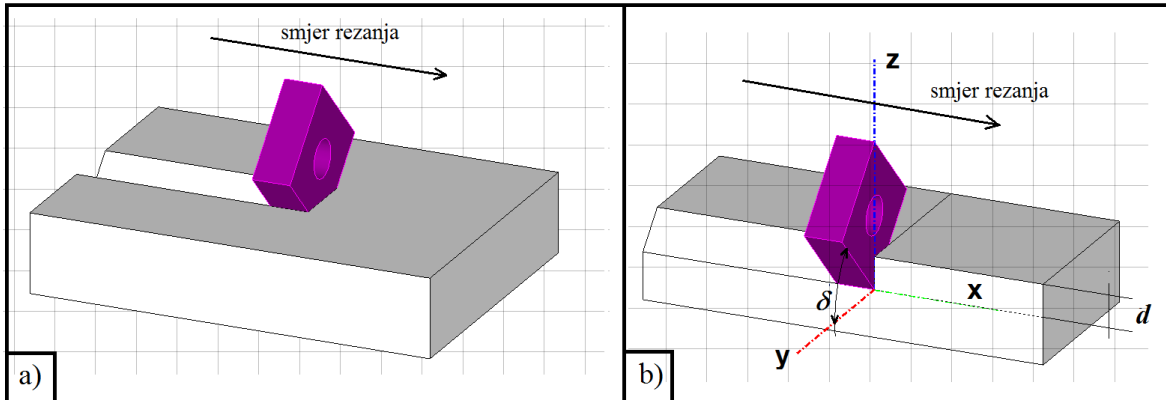 smjer rezanja
a)
z
smjer rezanja
x
δ
d
y
b)